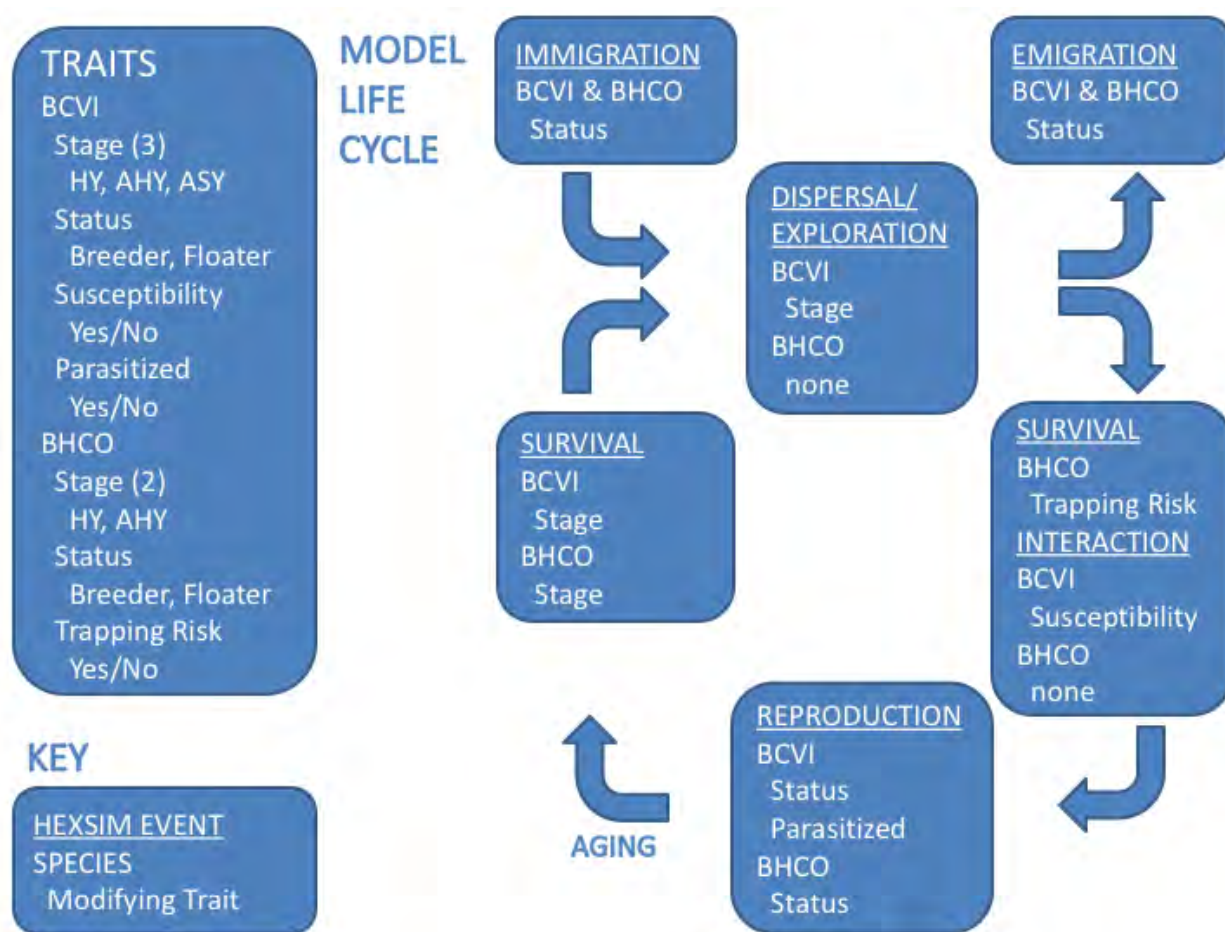 TRAITS
BCVI
Stage (3)
HY, AHY, ASY
Status
Breeder, Floater
Susceptibility
Yes/No
Parasitized
Yes/No
BHCO
Stage (2)
HY, AHY
Status
Breeder, Floater
Trapping Risk
Yes/No
KEY
HEXSIM EVENT
SPECIES
Modifying Trait
MODEL
LIFE
CYCLE
IMMIGRATION
BCVI & BHCO
Status
EMIGRATION
BCVI & BHCO
Status
DISPERSAL/
EXPLORATION
BCVI
Stage
BHCO
none
SURVIVAL
BCVI
Stage
BHCO
Stage
SURVIVAL
BHCO
Trapping Risk
INTERACTION
BCVI
Susceptibility
BHCO
none
REPRODUCTION
BCVI
Status
Parasitized
BHCO
Status
AGING